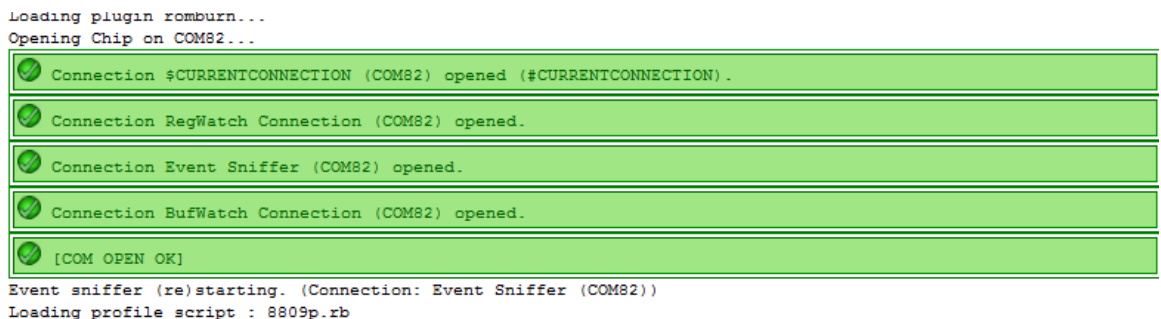 Loading plugin romburn...
Opening Chip on COM82...
Connection $CURRENTCONNECTION (COM82) opened (#CURRENTCONNECTION).
Connection RegWatch Connection (COM82) opened.
Connection Event Sniffer (COM82) opened.
Connection BufWatch Connection (COM82) opened.
[COM OPEN OK]
Event sniffer (re)starting. (Connection: Event Sniffer (COM82))
Loading profile script : 8809p.rb